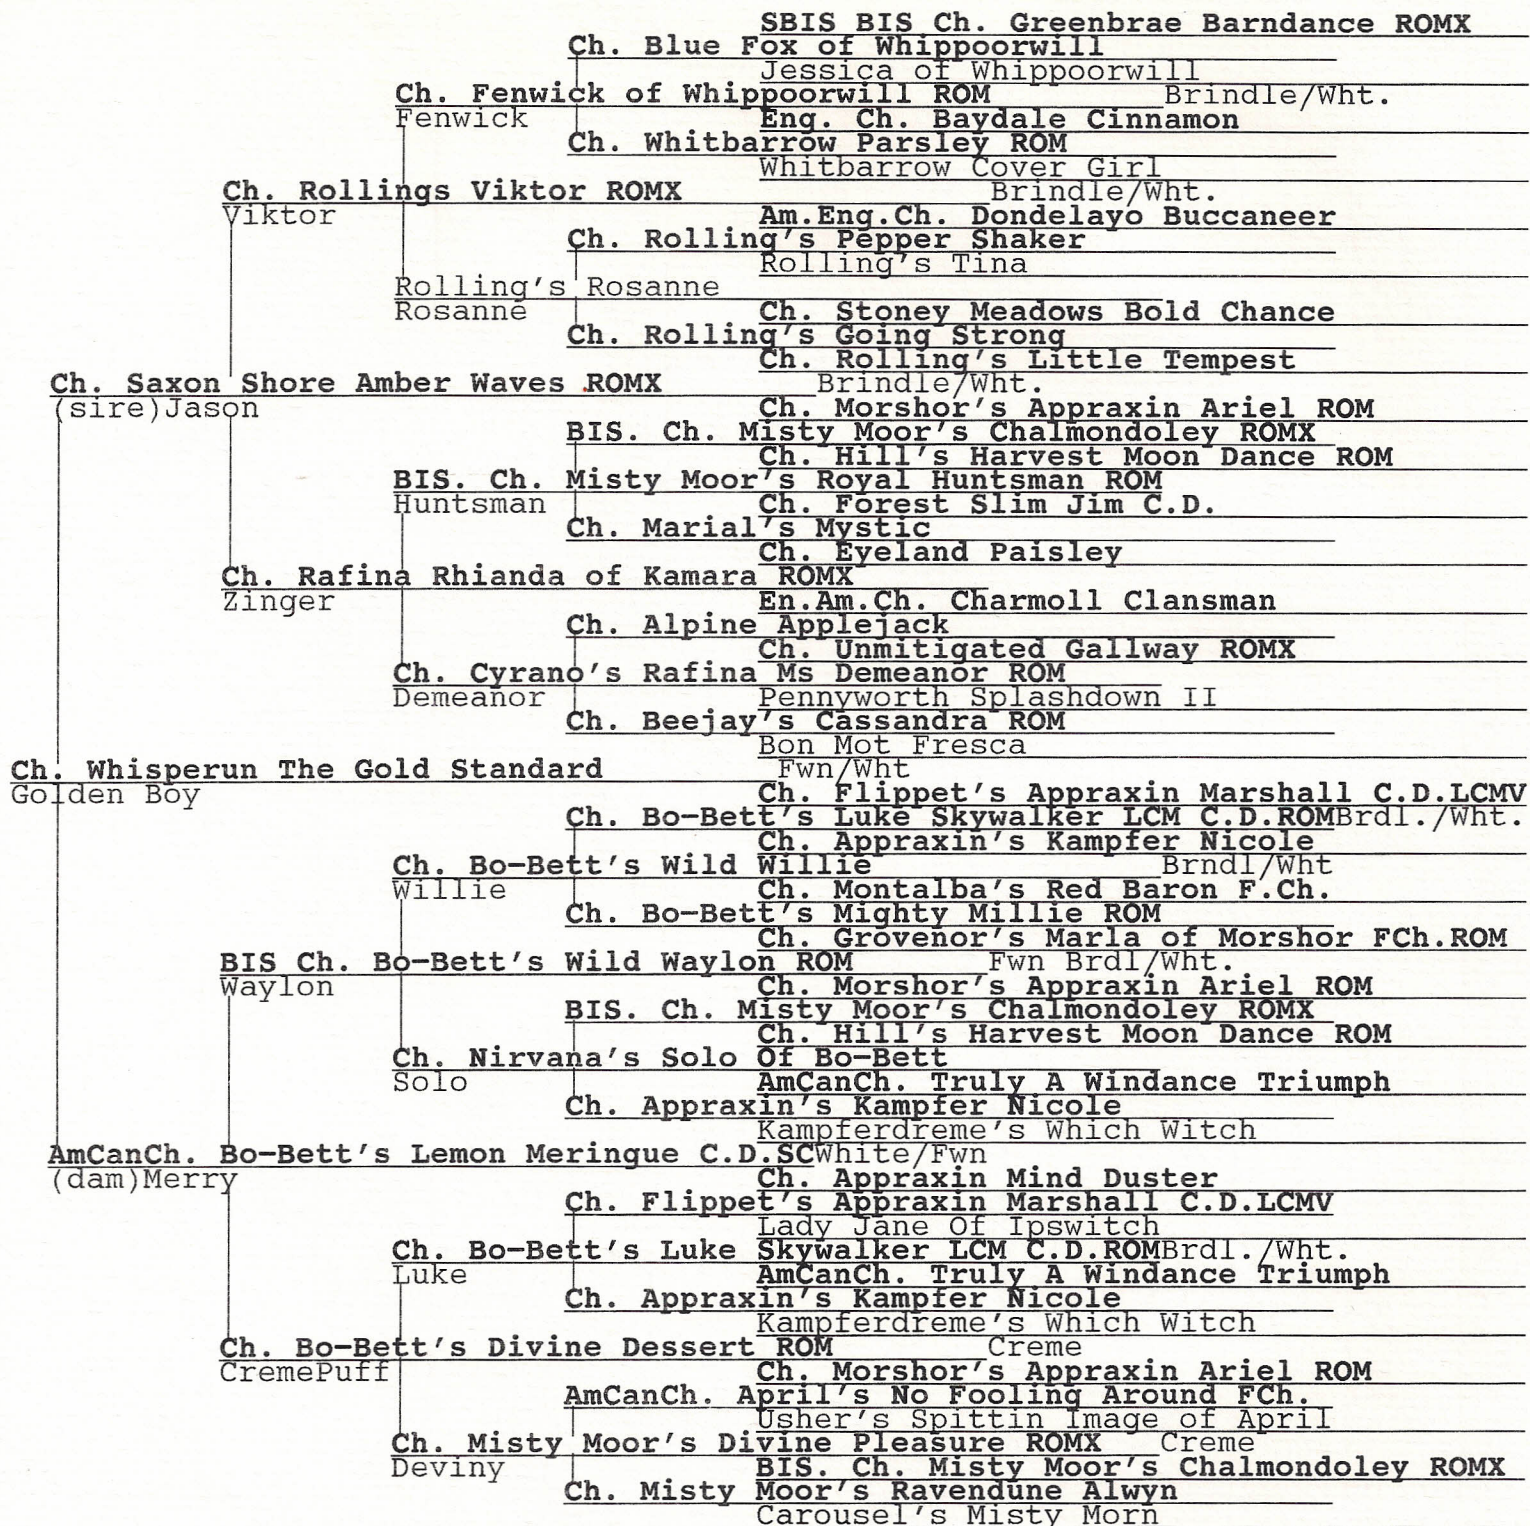 SBIS BIS Ch. Greenbrae Barndance ROMX
Ch. Blue Fox of Whippoorwill
Jessica of Whippoorwill
Ch. Fenwick of Whippoorwill ROM Brindle/Wht.
Fenwick Eng. Ch. Baydale Cinnamon
Ch. Whitbarrow Parsley ROM
Whitbarrow Cover Girl
Ch. Rollings Viktor ROMX Brindle/Wht.
Viktor Am.Eng.Ch. Dondelayo Buccaneer
Ch. Rolling's Pepper Shaker
Rolling's Tina
Rolling's Rosanne
Rosanne Ch. Stoney Meadows Bold Chance
Ch. Rolling's Going Strong
Ch. Rolling's Little Tempest
Ch. Saxon Shore Amber Waves ROMX Brindle/Wht.
(sire)Jason Ch. Morshor's Appraxin Ariel ROM
BIS. Ch. Misty Moor's Chalmondoley ROMX
Ch. Hill's Harvest Moon Dance ROM
BIS. Ch. Misty Moor's Royal Huntsman ROM
Huntsman Ch. Forest Slim Jim C.D.
Ch. Marial's Mystic
Ch. Eyeland Paisley
Ch. Rafina Rhianda of Kamara ROMX
Zinger En.Am.Ch. Charmoll Clansman
Ch. Alpine Applejack
Ch. Unmitigated Gallway ROMX
Ch. Cyrano's Rafina Ms Demeanor ROM
Demeanor Pennyworth Splashdown II
Ch. Beejay's Cassandra ROM
Bon Mot Fresca
Ch. Whisperun The Gold Standard Fwn/Wht
Golden Boy Ch. Flippet's Appraxin Marshall C.D.LCMV
Ch. Bo-Bett's Luke Skywalker LCM C.D.ROMBrdl./Wht.
Ch. Appraxin's Kampfer Nicole
Ch. Bo-Bett's Wild Willie Brndl/Wht
Willie Ch. Montalba's Red Baron F.Ch.
Ch. Bo-Bett's Mighty Millie ROM
Ch. Grovenor's Marla of Morshor FCh.ROM
BIS Ch. Bo-Bett's Wild Waylon ROM Fwn Brdl/Wht.
Waylon Ch. Morshor's Appraxin Ariel ROM
BIS. Ch. Misty Moor's Chalmondoley ROMX
Ch. Hill's Harvest Moon Dance ROM
Ch. Nirvana's Solo Of Bo-Bett
Solo AmCanCh. Truly A Windance Triumph
Ch. Appraxin's Kampfer Nicole
Kampferdreme's Which Witch
AmCanCh. Bo-Bett's Lemon Meringue C.D.SCWhite/Fwn
(dam)Merry Ch. Appraxin Mind Duster
Ch. Flippet's Appraxin Marshall C.D.LCMV
Lady Jane Of Ipswitch
Ch. Bo-Bett's Luke Skywalker LCM C.D.ROMBrdl./Wht.
Luke AmCanCh. Truly A Windance Triumph
Ch. Appraxin's Kampfer Nicole
Kampferdreme's Which Witch
Ch. Bo-Bett's Divine Dessert ROM Creme
CremePuff Ch. Morshor's Appraxin Ariel ROM
AmCanCh. April's No Fooling Around FCh.
Usher's Spittin Image of April
Ch. Misty Moor's Divine Pleasure ROMX Creme
Deviny BIS. Ch. Misty Moor's Chalmondoley ROMX
Ch. Misty Moor's Ravendune Alwyn
Carousel's Misty Morn